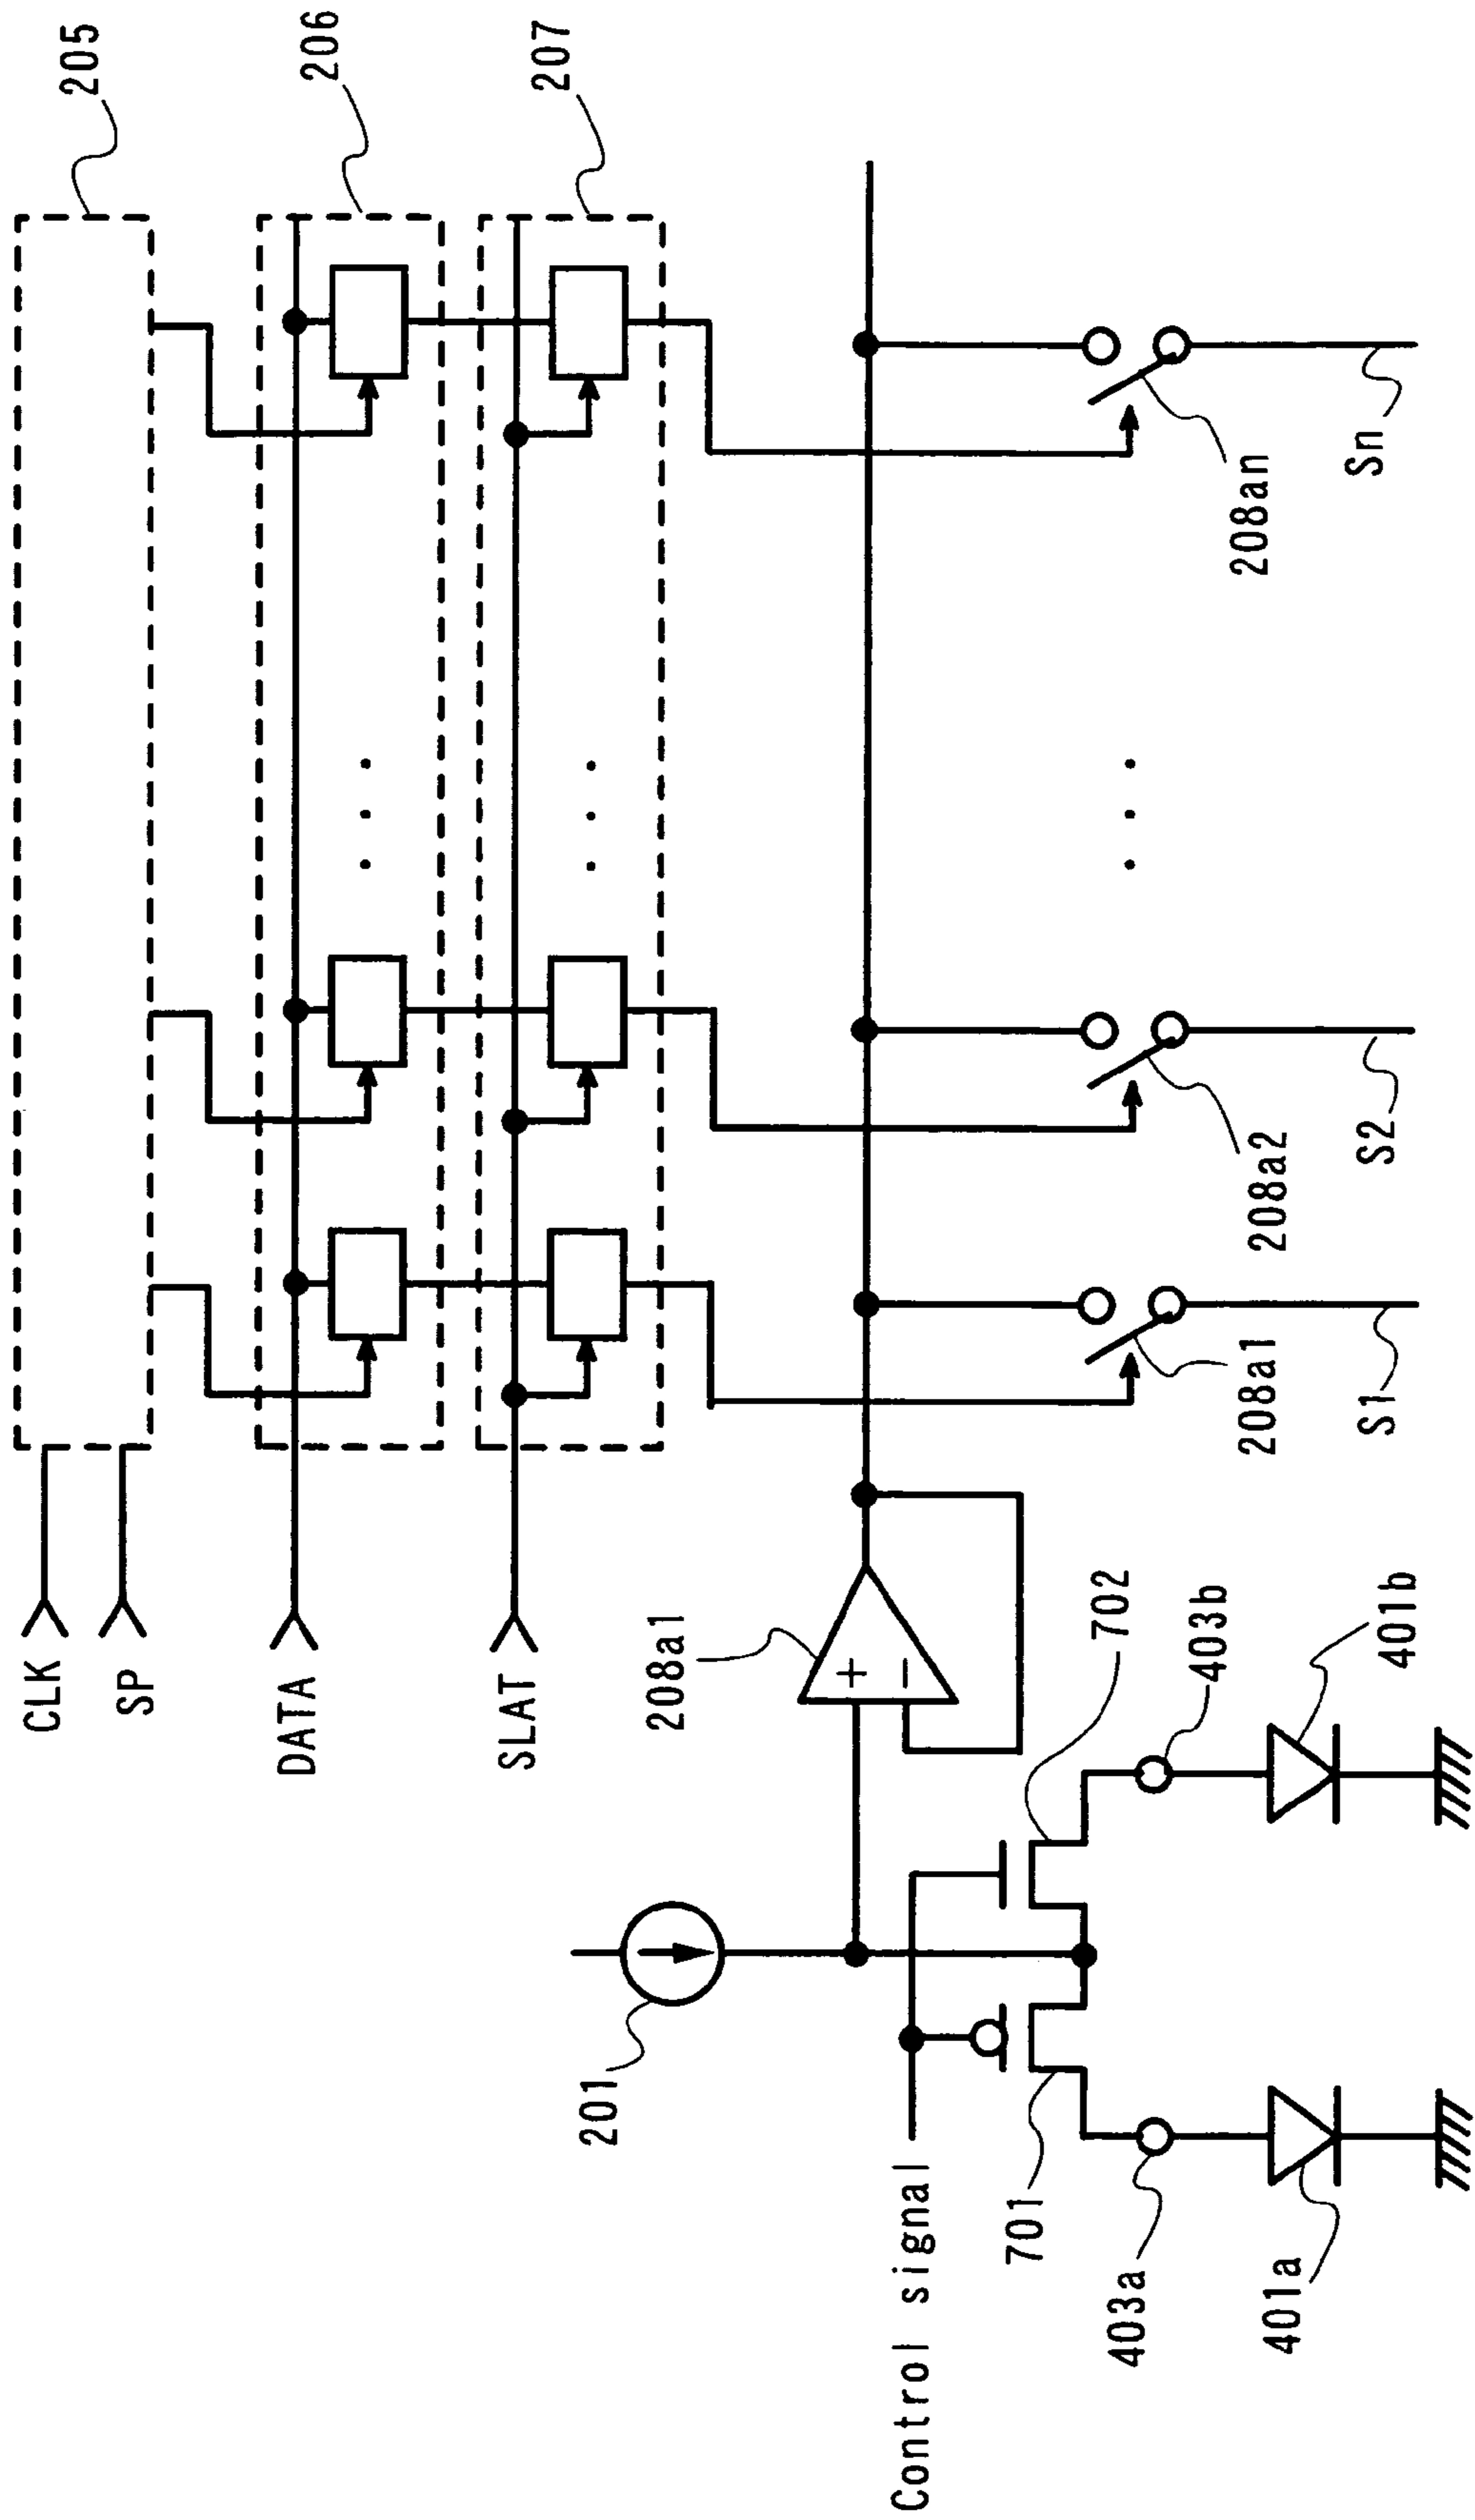 CLK
SP
205
DATA
206
SLAT
207
208a1
201
Control signal
701
702
403a
403b
401a
401b
208a1
208a2
208an
S1
S2
Sn
+
−